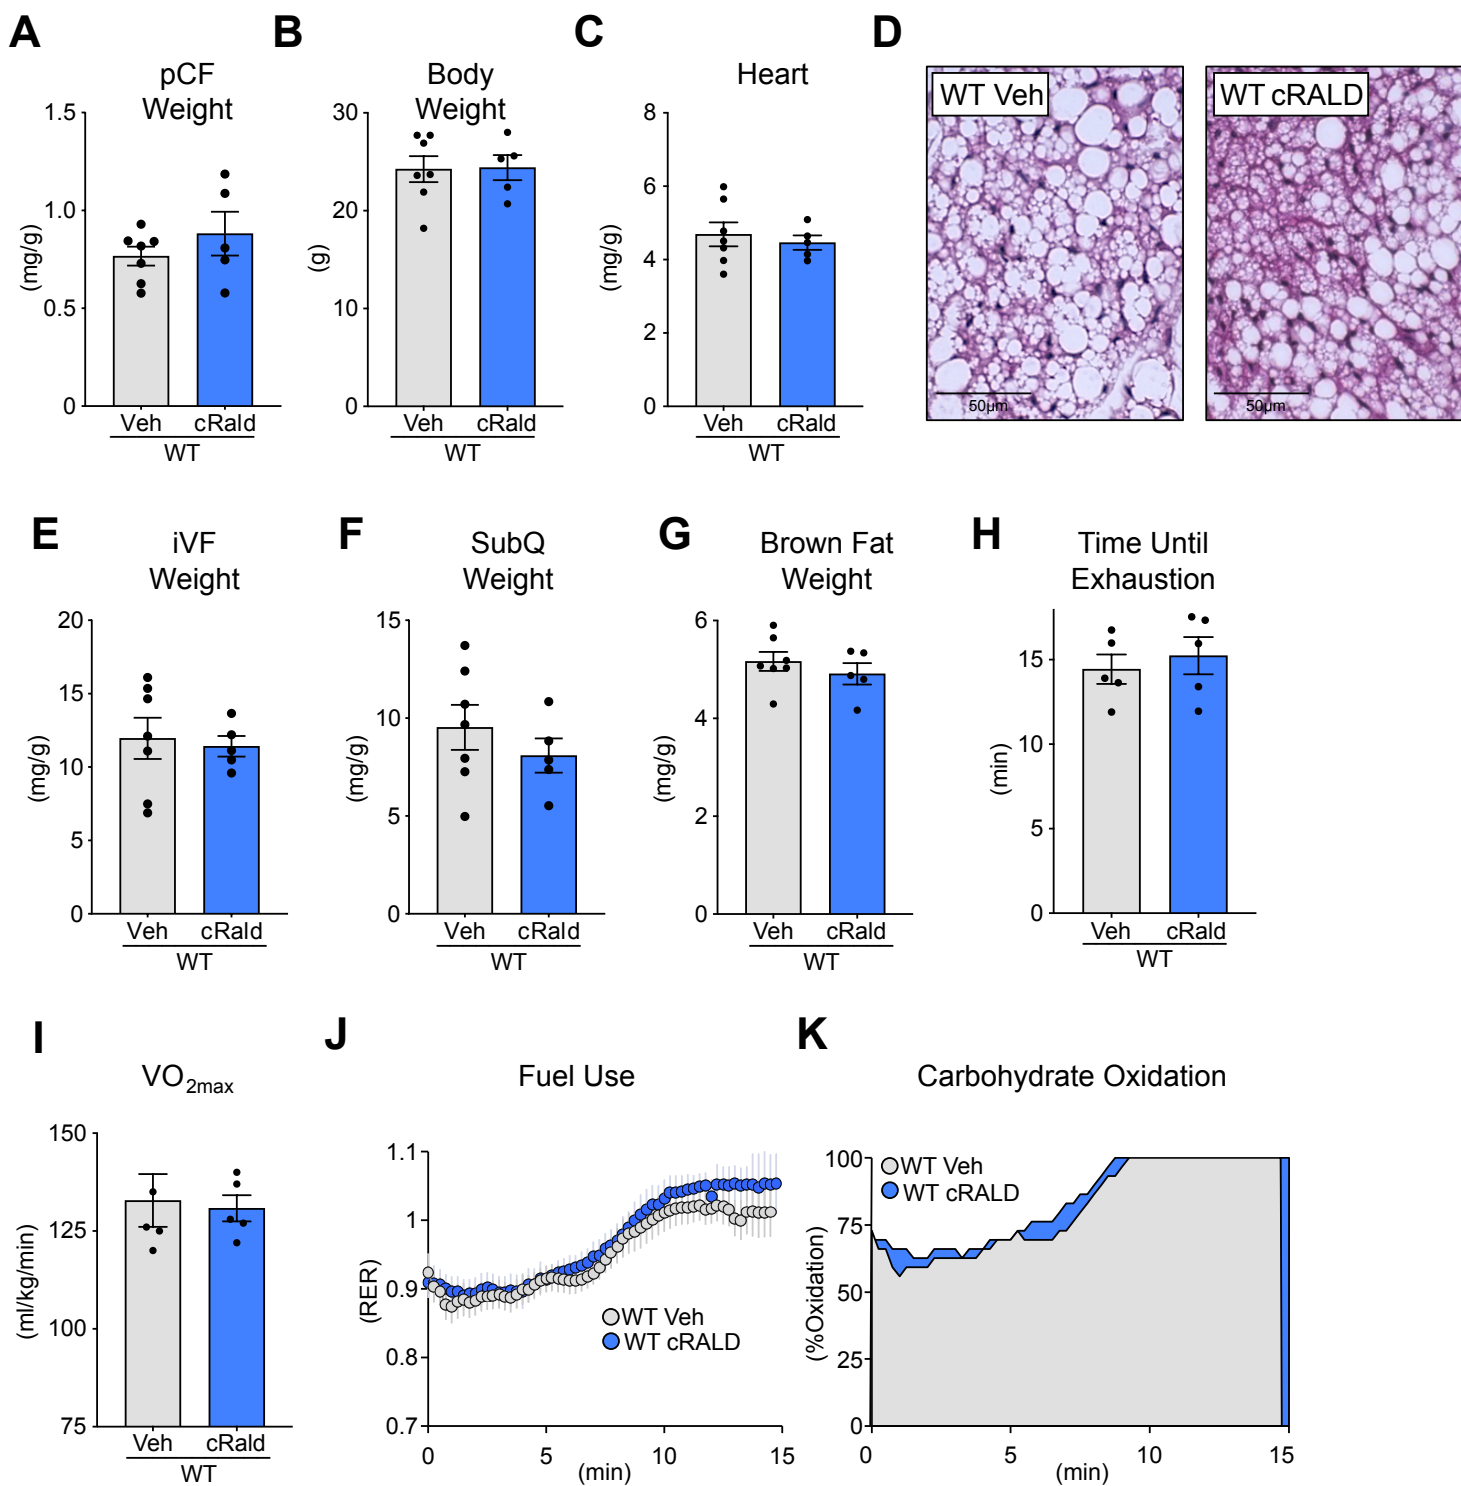 A
pCF
Weight
1.5
1.0
0.5
0
(mg/g)
Veh
cRald
WT
B
Body
Weight
30
20
10
0
(g)
Veh
cRald
WT
C
Heart
8
6
4
2
0
(mg/g)
Veh
cRald
WT
D
WT Veh
50µm
WT cRALD
50µm
E
iVF
Weight
20
15
10
5
0
(mg/g)
Veh
cRald
WT
F
SubQ
Weight
15
10
5
0
(mg/g)
Veh
cRald
WT
G
Brown Fat
Weight
6
4
2
0
(mg/g)
Veh
cRald
WT
H
Time Until
Exhaustion
15
10
5
0
(min)
Veh
cRald
WT
I
VO2max
150
125
100
75
(ml/kg/min)
Veh
cRald
WT
J
Fuel Use
1.1
1
0.9
0.8
0.7
(RER)
WT Veh
WT cRALD
0
5
10
15
(min)
K
Carbohydrate Oxidation
100
75
50
25
0
(%Oxidation)
WT Veh
WT cRALD
0
5
10
15
(min)